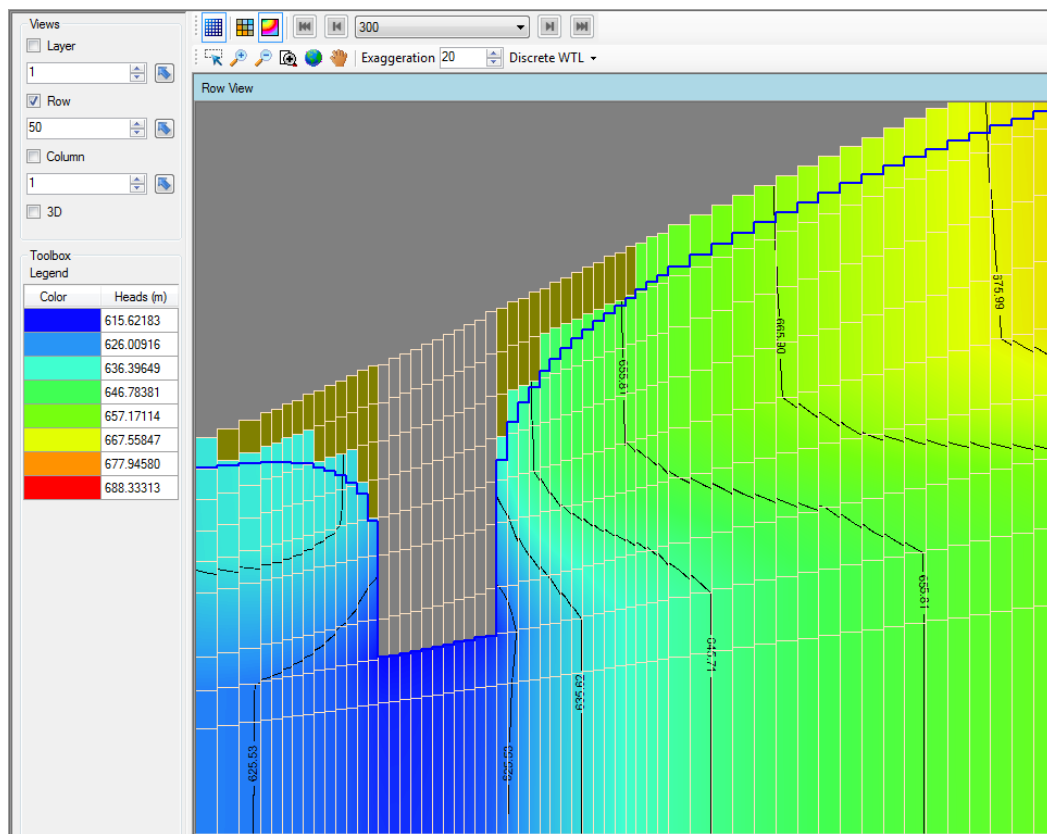 Views
Layer
1
Row
50
Column
1
3D
Toolbox
Legend
Color Heads (m)
615.62183
626.00916
636.39649
646.78381
657.17114
667.55847
677.94580
688.33313
300
Exaggeration 20 Discrete WTL
Row View
675.99
665.90
655.81
655.81
645.71
635.62
625.53
625.53